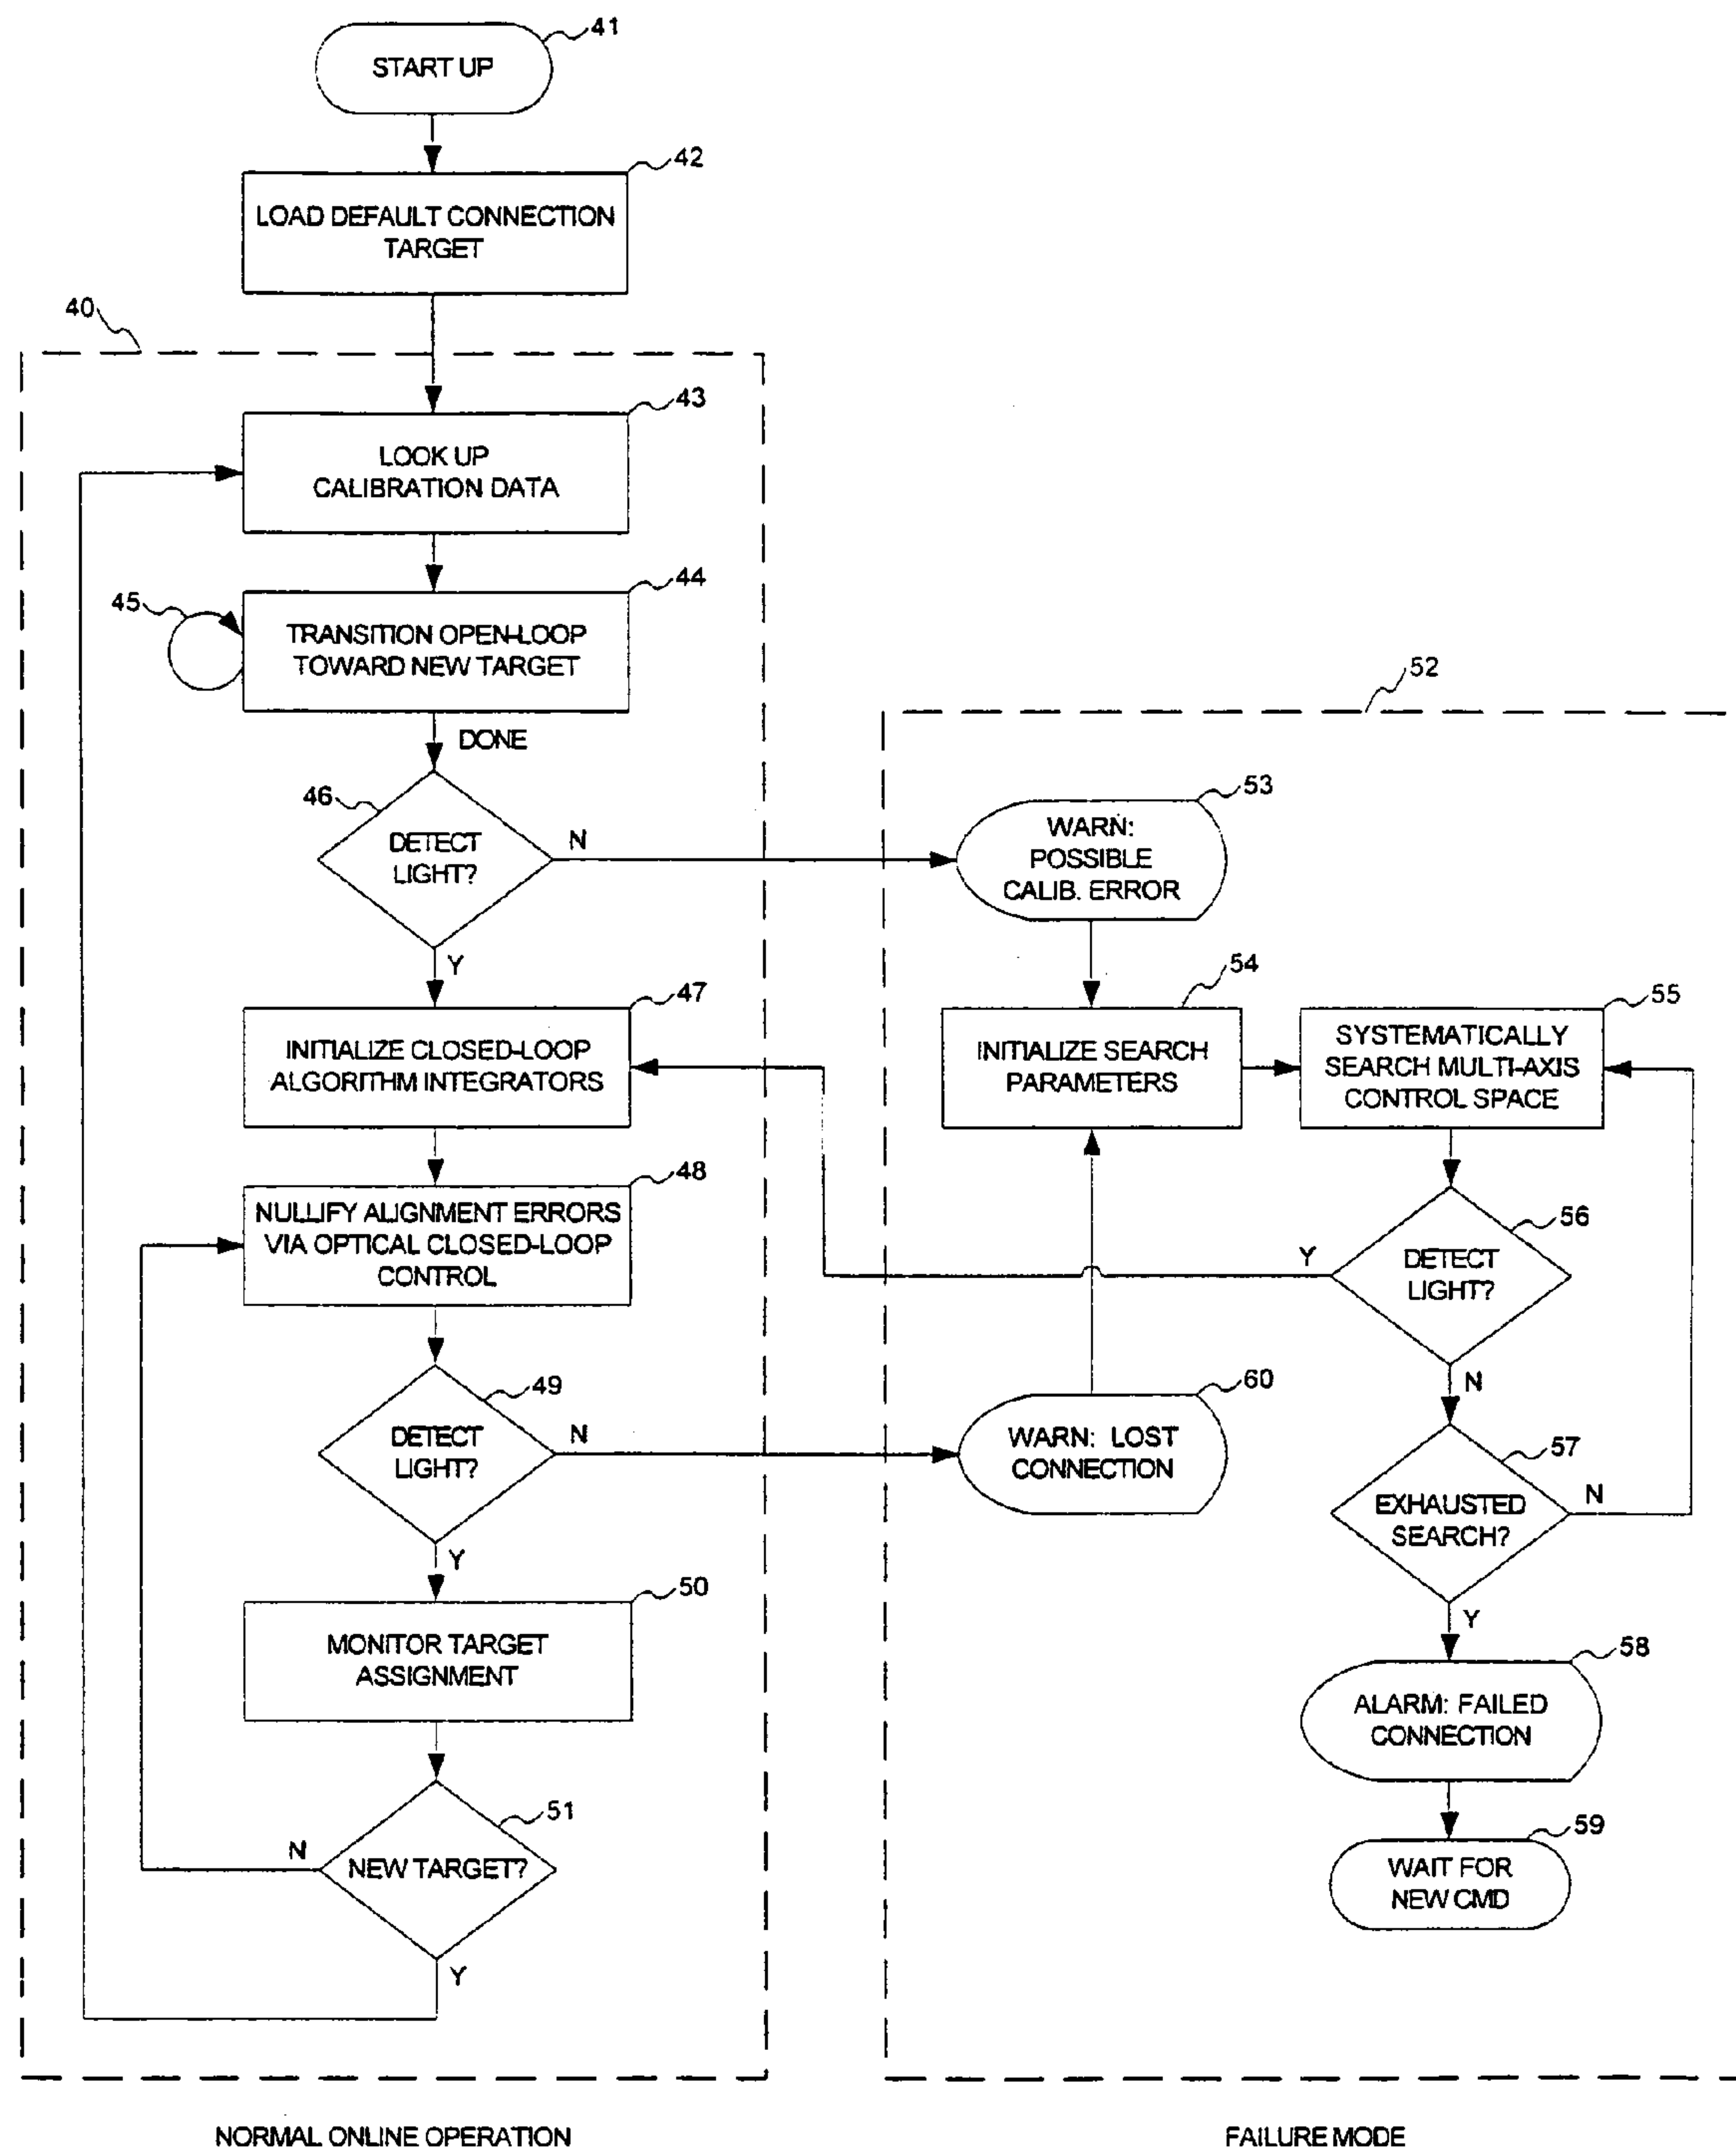 41
START UP
42
LOAD DEFAULT CONNECTION
TARGET
40
43
LOOK UP
CALIBRATION DATA
44
45
TRANSITION OPEN-LOOP
TOWARD NEW TARGET
DONE
46
DETECT
LIGHT?
N
Y
47
INITIALIZE CLOSED-LOOP
ALGORITHM INTEGRATORS
48
NULLIFY ALIGNMENT ERRORS
VIA OPTICAL CLOSED-LOOP
CONTROL
49
DETECT
LIGHT?
N
Y
50
MONITOR TARGET
ASSIGNMENT
51
NEW TARGET?
N
Y
NORMAL ONLINE OPERATION
52
53
WARN:
POSSIBLE
CALIB. ERROR
54
INITIALIZE SEARCH
PARAMETERS
55
SYSTEMATICALLY
SEARCH MULTI-AXIS
CONTROL SPACE
56
DETECT
LIGHT?
Y
N
60
WARN: LOST
CONNECTION
57
EXHAUSTED
SEARCH?
N
Y
58
ALARM: FAILED
CONNECTION
59
WAIT FOR
NEW CMD
FAILURE MODE